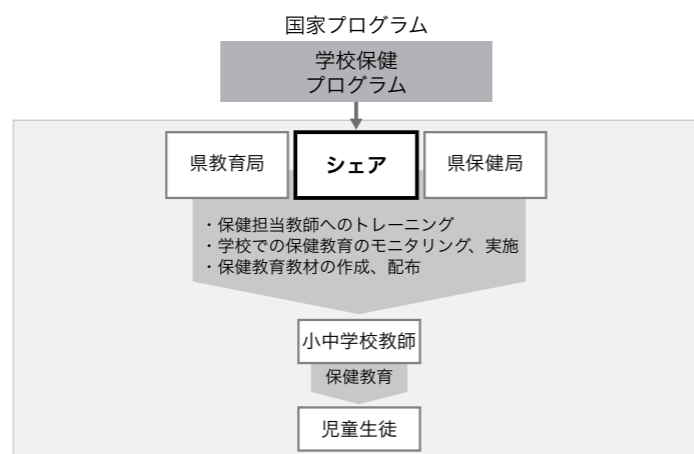 国家プログラム
学校保健
プログラム
県教育局
シェア
県保健局
・保健担当教師へのトレーニング
・学校での保健教育のモニタリング、実施
・保健教育教材の作成、配布
小中学校教師
保健教育
児童生徒